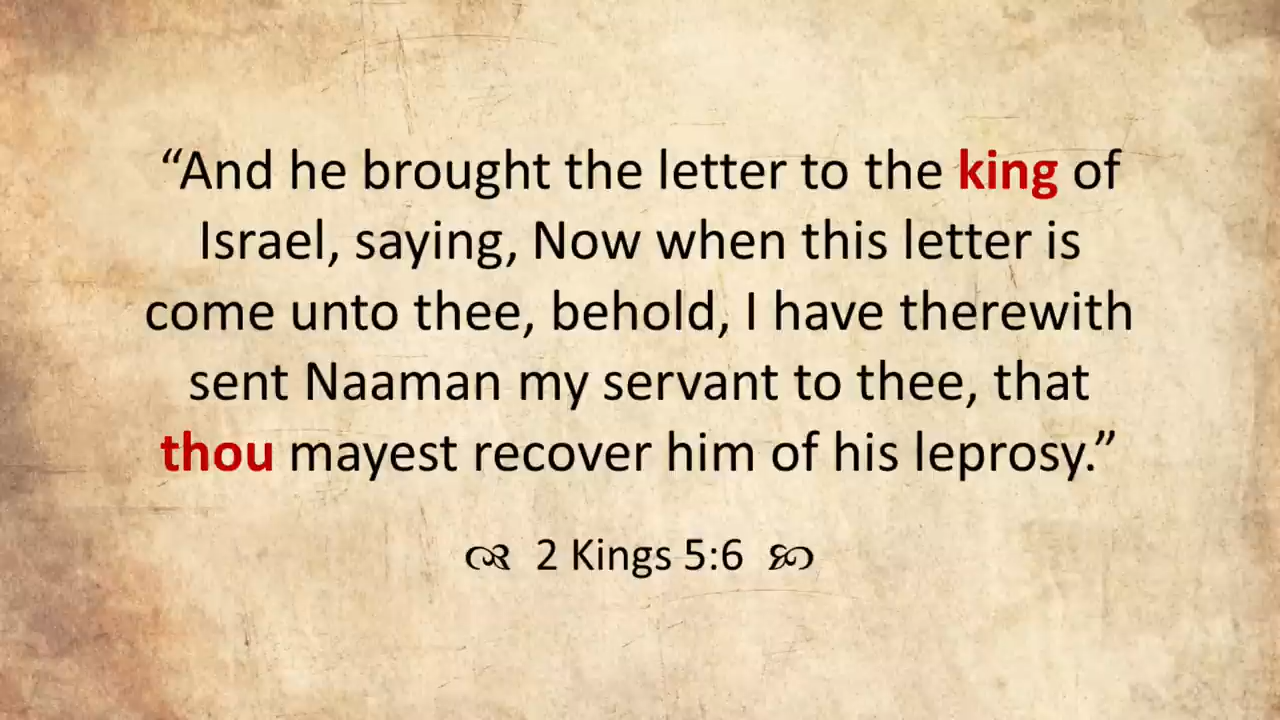 “And he brought the letter to the king of
Israel, saying, Now when this letter is
come unto thee, behold, I have therewith
sent Naaman my servant to thee, that
thou mayest recover him of his leprosy.”
2 Kings 5:6